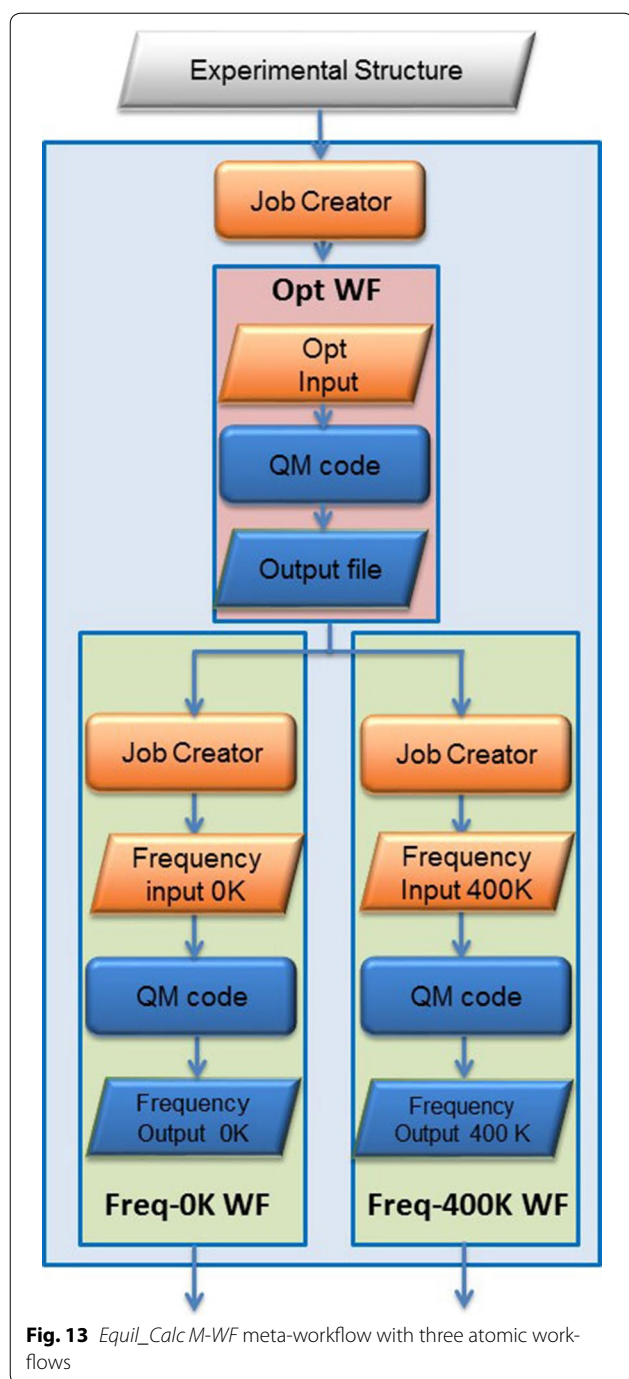 Experimental Structure
Job Creator
Opt WF
Opt
Input
QM code
Output file
Job Creator
Frequency
input 0K
QM code
Frequency
Output 0K
Freq-0K WF
Job Creator
Frequency
Input 400K
QM code
Frequency
Output 400 K
Freq-400K WF
Fig. 13 Equil_Calc M-WF meta-workflow with three atomic work-
flows